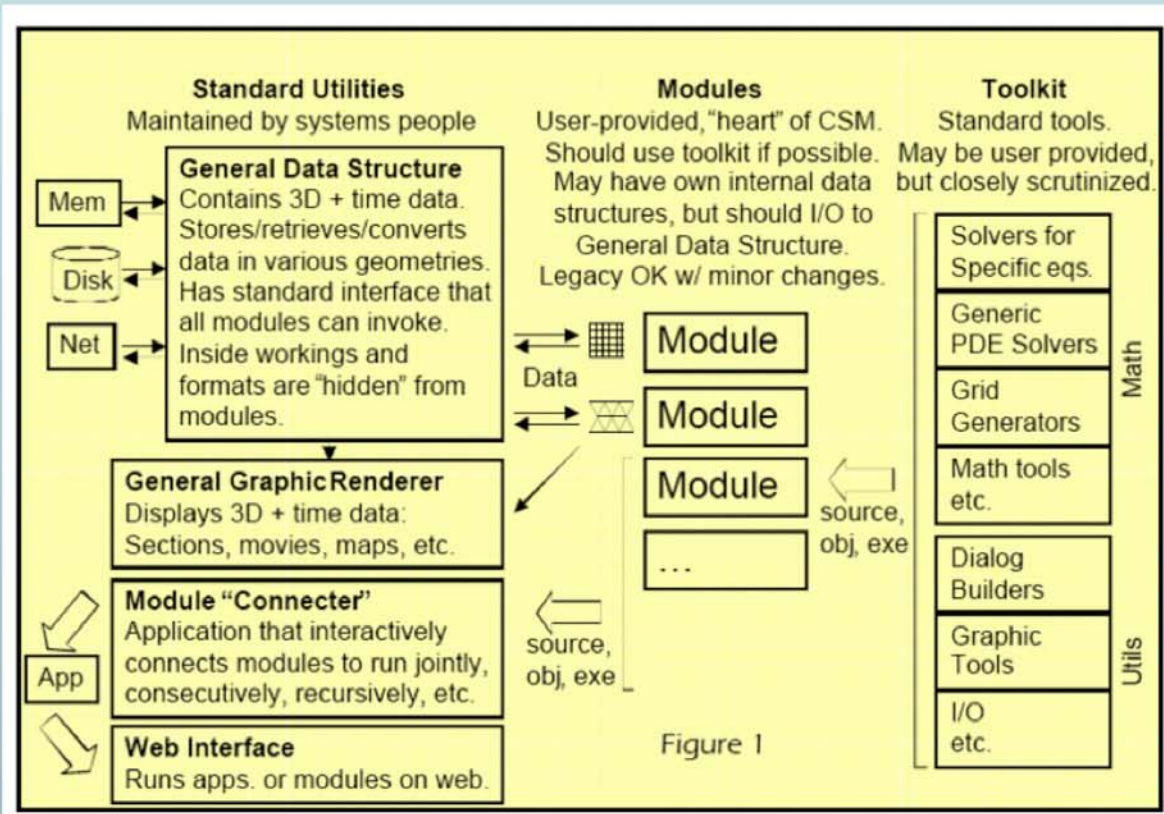 Standard Utilities
Maintained by systems people
General Data Structure
Contains 3D + time data.
Stores/retrieves/converts
data in various geometries.
Has standard interface that
all modules can invoke.
Inside workings and
formats are "hidden" from
modules.
Mem
Disk
Net
Data
General Graphic Renderer
Displays 3D + time data:
Sections, movies, maps, etc.
Module "Connecter"
Application that interactively
connects modules to run jointly,
consecutively, recursively, etc.
App
Web Interface
Runs apps. or modules on web.
Modules
User-provided, "heart" of CSM.
Should use toolkit if possible.
May have own internal data
structures, but should I/O to
General Data Structure.
Legacy OK w/ minor changes.
Module
Module
Module
...
source,
obj, exe
source,
obj, exe
Figure 1
Toolkit
Standard tools.
May be user provided,
but closely scrutinized.
Solvers for
Specific eqs.
Generic
PDE Solvers
Grid
Generators
Math tools
etc.
Math
Dialog
Builders
Graphic
Tools
I/O
etc.
Utils